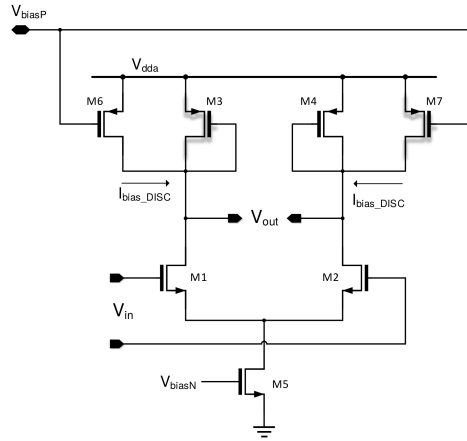 VbiasP
Vdda
M6 M3 M4 M7
Ibias_DISC Ibias_DISC
Vout
M1 M2
Vin
VbiasN M5